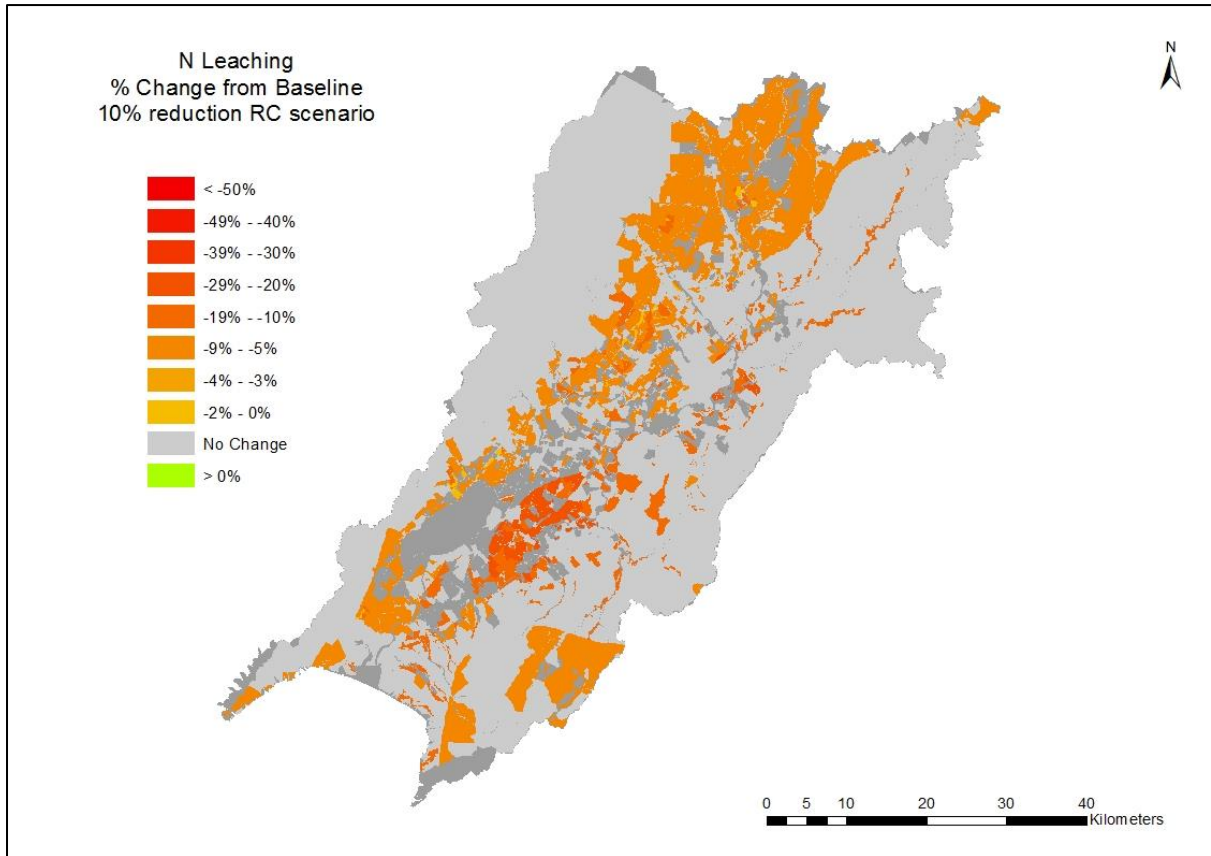 N Leaching
% Change from Baseline
10% reduction RC scenario
N
< -50%
-49% - -40%
-39% - -30%
-29% - -20%
-19% - -10%
-9% - -5%
-4% - -3%
-2% - 0%
No Change
> 0%
0 5 10 20 30 40
Kilometers